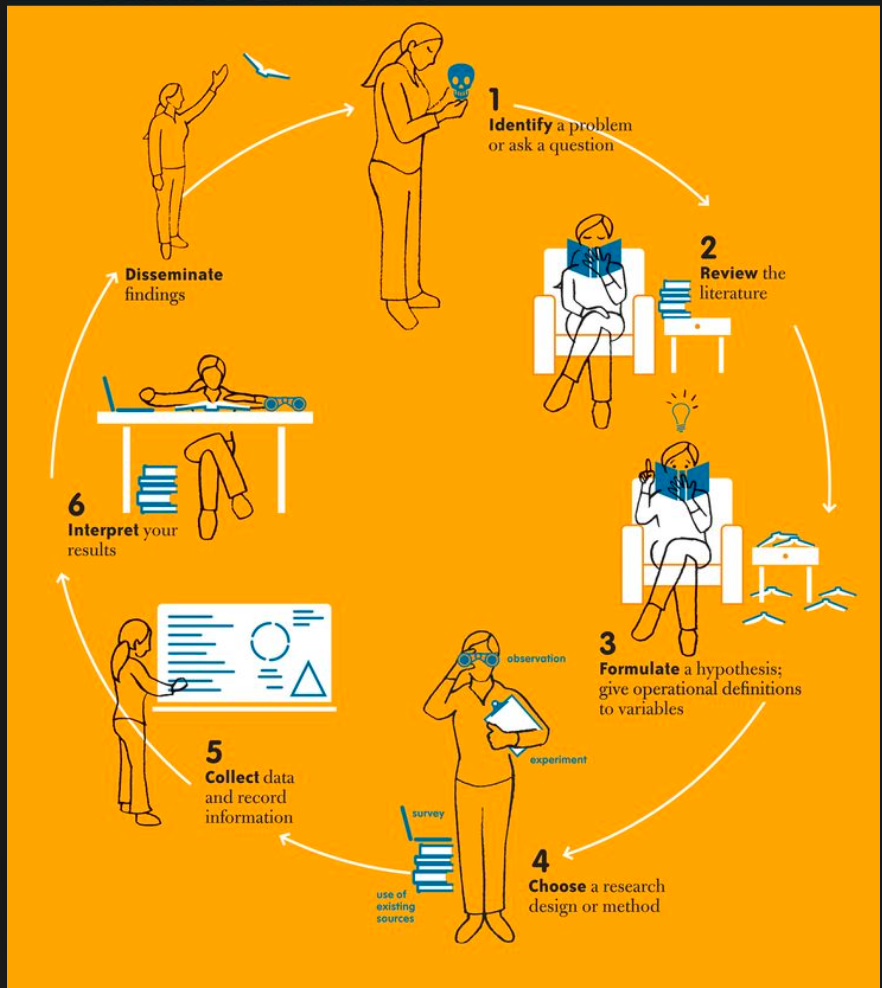 1
Identify a problem
or ask a question
2
Review the
literature
3
Formulate a hypothesis;
give operational definitions
to variables
observation
experiment
survey
use of
existing
sources
4
Choose a research
design or method
5
Collect data
and record
information
6
Interpret your
results
Disseminate
findings